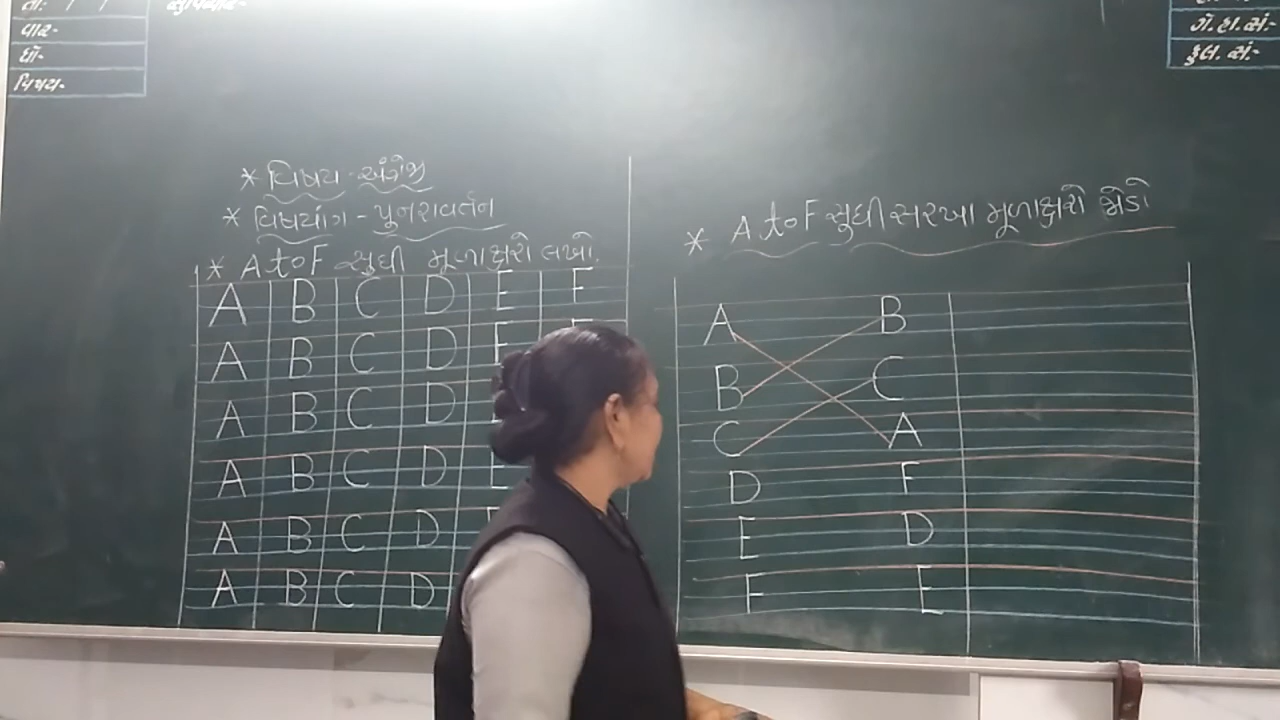 તા: / /
વાર-
ધો-
વિષય-
સુવિચાર-
ગે.હા.સં:-
કુલ.સં:-
* વિષય - અંગ્રેજી
* વિષયાંગ - પૂનરાવર્તન
* A to F સુધી મૂળાક્ષરો લખો.
A B C D E F
A B C D E
A B C D
A B C D E
A B C D
A B C D
* A to F સુધી સરખા મૂળાક્ષરો જોડો
A B
B C
C A
D F
E D
F E